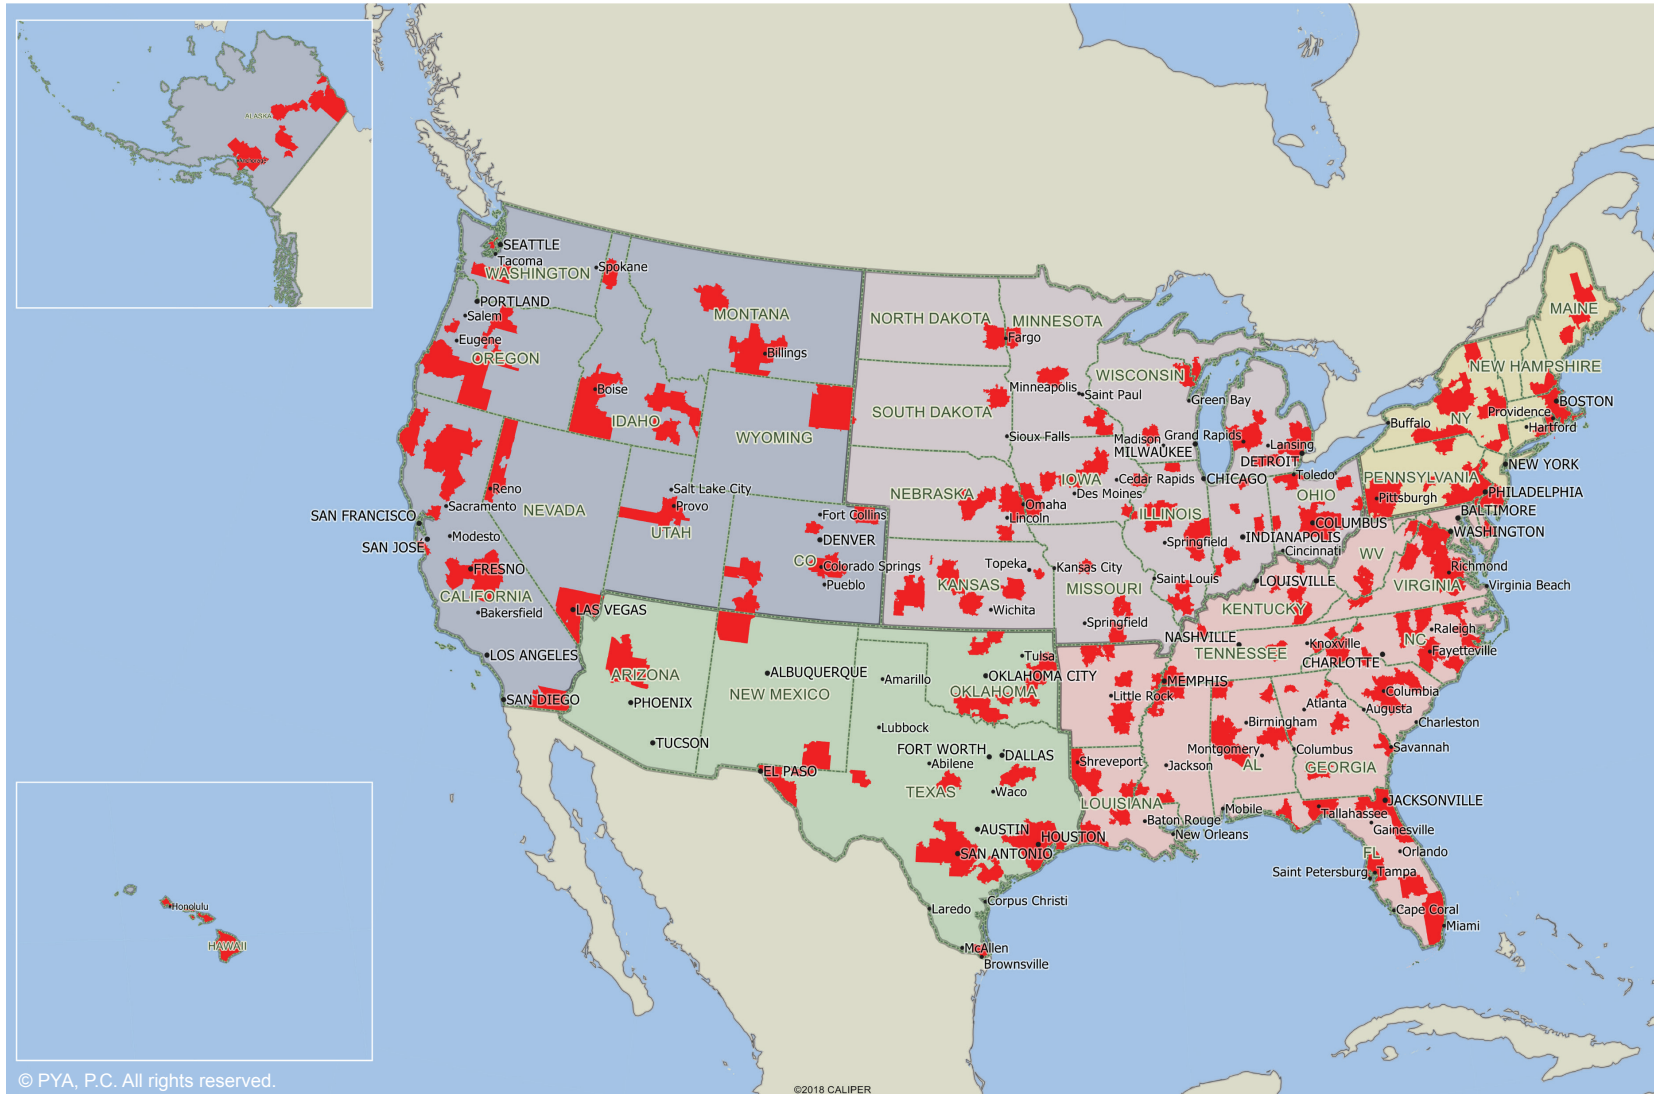 ALASKA
SEATTLE
Tacoma
WASHINGTON
Spokane
PORTLAND
Salem
Eugene
OREGON
MONTANA
Billings
Boise
IDAHO
WYOMING
NORTH DAKOTA
MINNESOTA
Fargo
Minneapolis
Saint Paul
SOUTH DAKOTA
Sioux Falls
WISCONSIN
Green Bay
Madison
Grand Rapids
MILWAUKEE
Lansing
DETROIT
MAINE
NEW HAMPSHIRE
BOSTON
Providence
Hartford
NY
Buffalo
NEW YORK
PENNSYLVANIA
PHILADELPHIA
Pittsburgh
BALTIMORE
WASHINGTON
Reno
Sacramento
SAN FRANCISCO
SAN JOSÉ
Modesto
NEVADA
Salt Lake City
Provo
UTAH
Fort Collins
DENVER
CO
Colorado Springs
Pueblo
NEBRASKA
Omaha
Lincoln
IOWA
Cedar Rapids
Des Moines
CHICAGO
Toledo
OHIO
COLUMBUS
ILLINOIS
Springfield
INDIANAPOLIS
Cincinnati
WV
Richmond
VIRGINIA
Virginia Beach
FRESNO
CALIFORNIA
Bakersfield
LAS VEGAS
Topeka
Kansas City
KANSAS
Wichita
MISSOURI
Saint Louis
Springfield
LOUISVILLE
KENTUCKY
NASHVILLE
TENNESSEE
Knoxville
CHARLOTTE
NC
Raleigh
Fayetteville
LOS ANGELES
SAN DIEGO
ARIZONA
PHOENIX
TUCSON
ALBUQUERQUE
NEW MEXICO
Amarillo
Tulsa
OKLAHOMA CITY
OKLAHOMA
Little Rock
MEMPHIS
Columbia
Atlanta
Augusta
Charleston
Birmingham
Lubbock
FORT WORTH
DALLAS
Abilene
EL PASO
TEXAS
Waco
Shreveport
Jackson
Montgomery
AL
Columbus
GEORGIA
Savannah
LOUISIANA
Baton Rouge
New Orleans
Mobile
Tallahassee
JACKSONVILLE
Gainesville
FL
Orlando
Saint Petersburg
Tampa
Cape Coral
Miami
AUSTIN
HOUSTON
SAN ANTONIO
Laredo
Corpus Christi
McAllen
Brownsville
Honolulu
HAWAII
© PYA, P.C. All rights reserved.
©2018 CALIPER